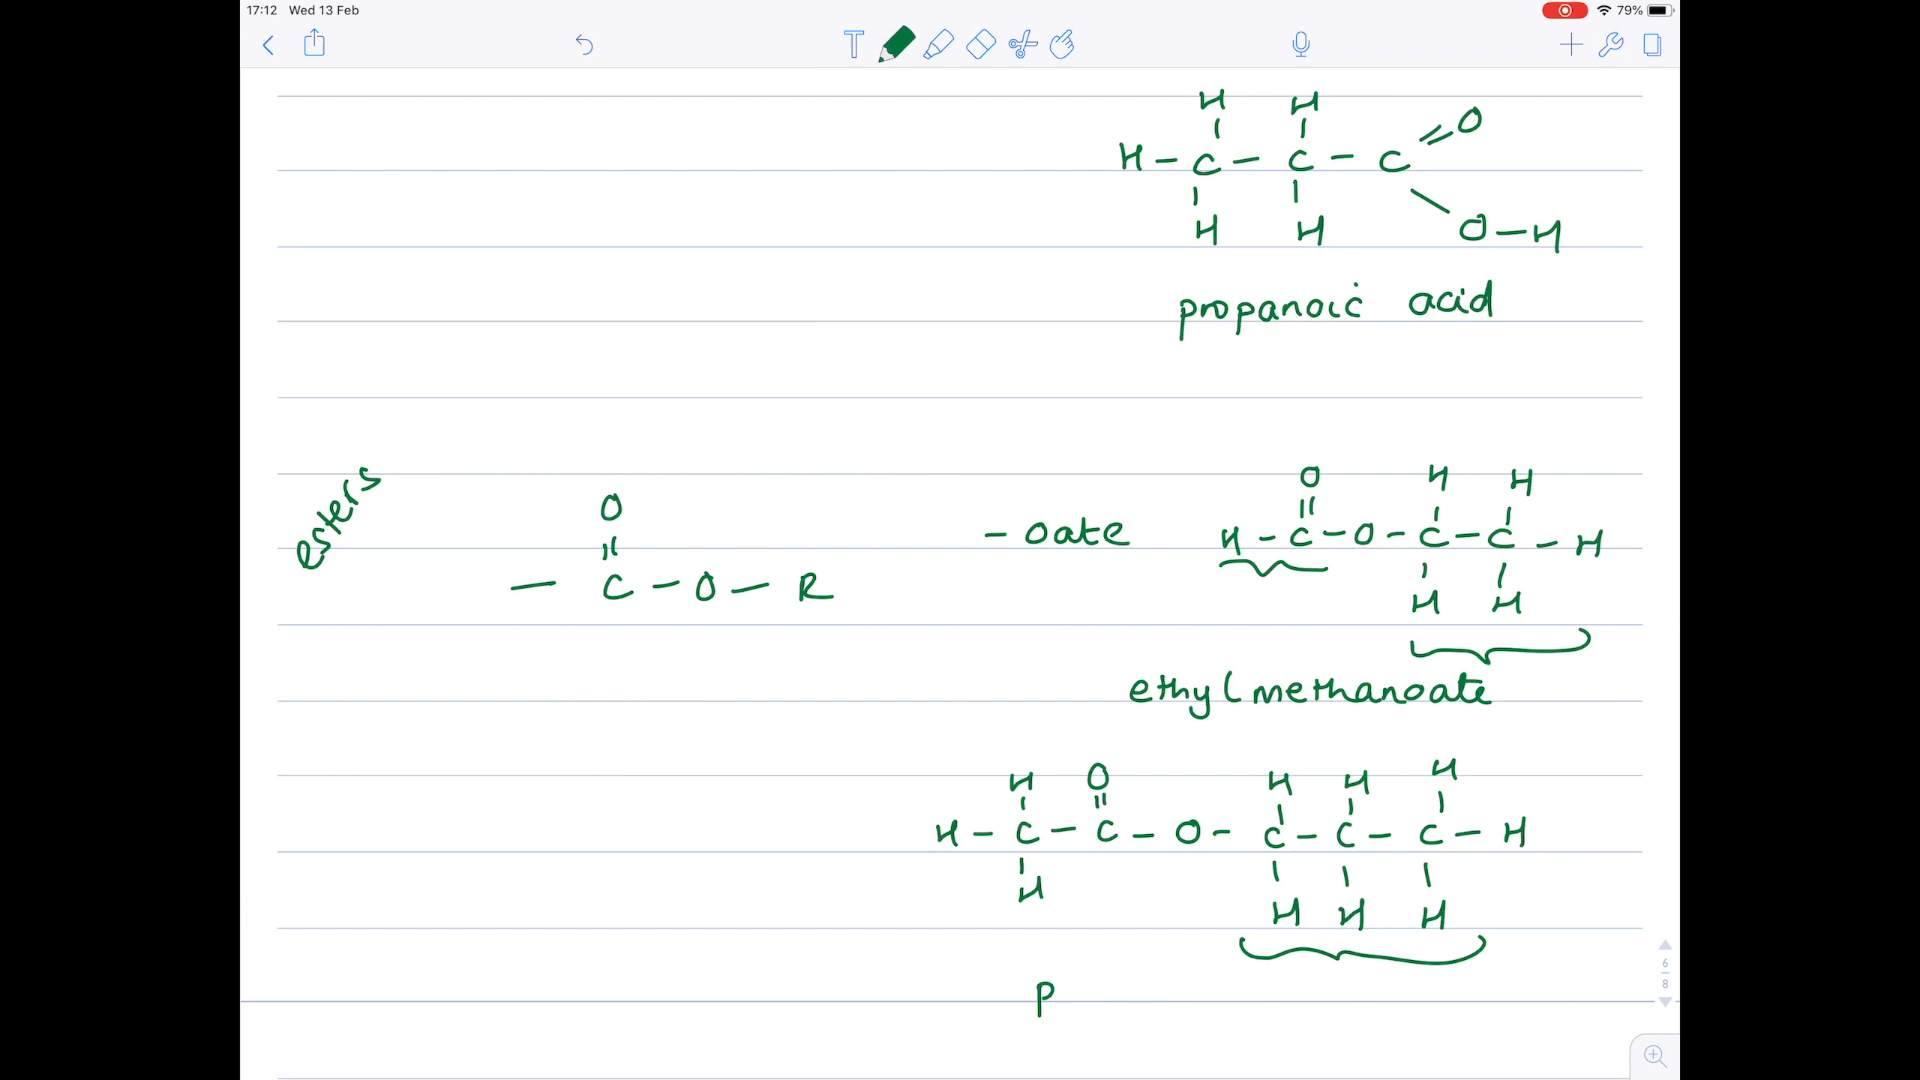 17:12 Wed 13 Feb
79%
T
H H
H - C - C - C = O
H H
O - H
propanoic acid
esters
O
||
— C - O — R
- oate
O H H
||
H - C - O - C - C - H
H H
ethyl methanoate
H O H H H
||
H - C - C - O - C - C - C - H
H
H H H
P
6
8